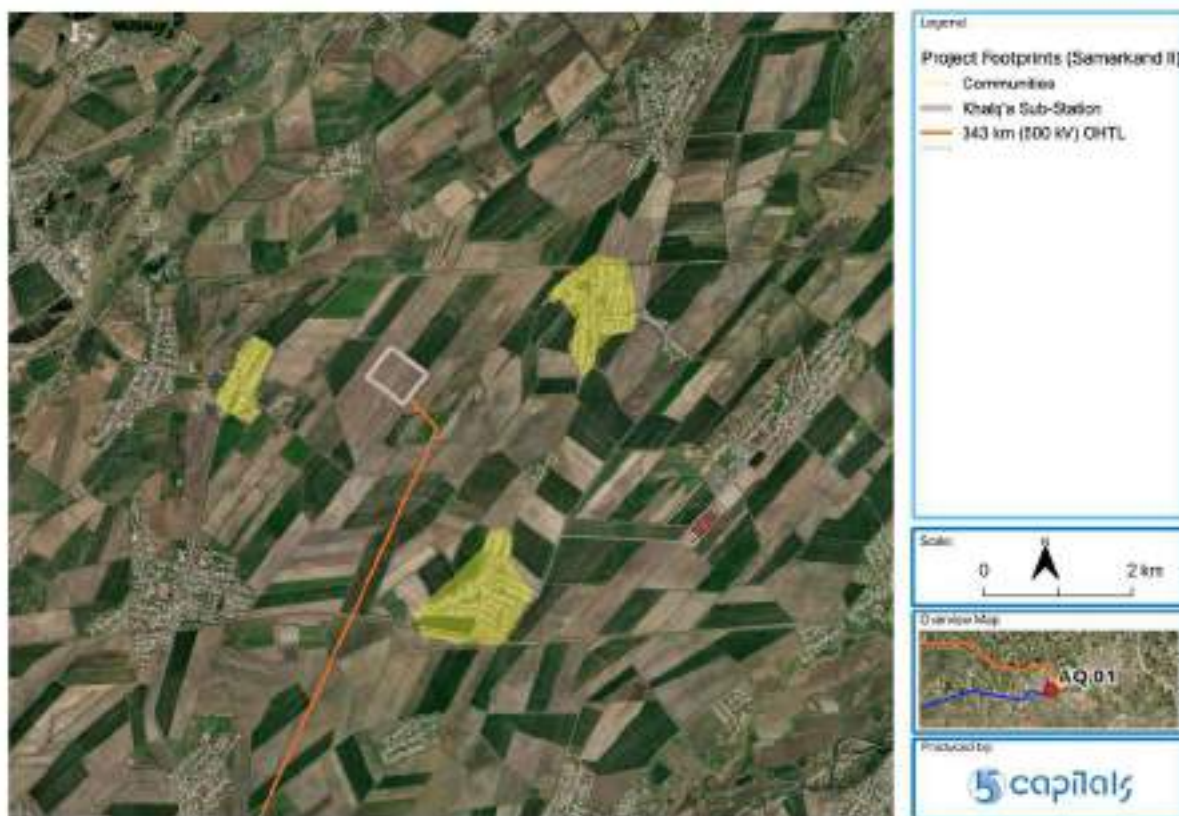 Legend
Project Footprints (Samarkand II)
Communities
Khalq'a Sub-Station
343 km (500 kV) OHTL
Scale:
N
0
2 km
Overview Map
AQ.01
Produced by:
5 capitals